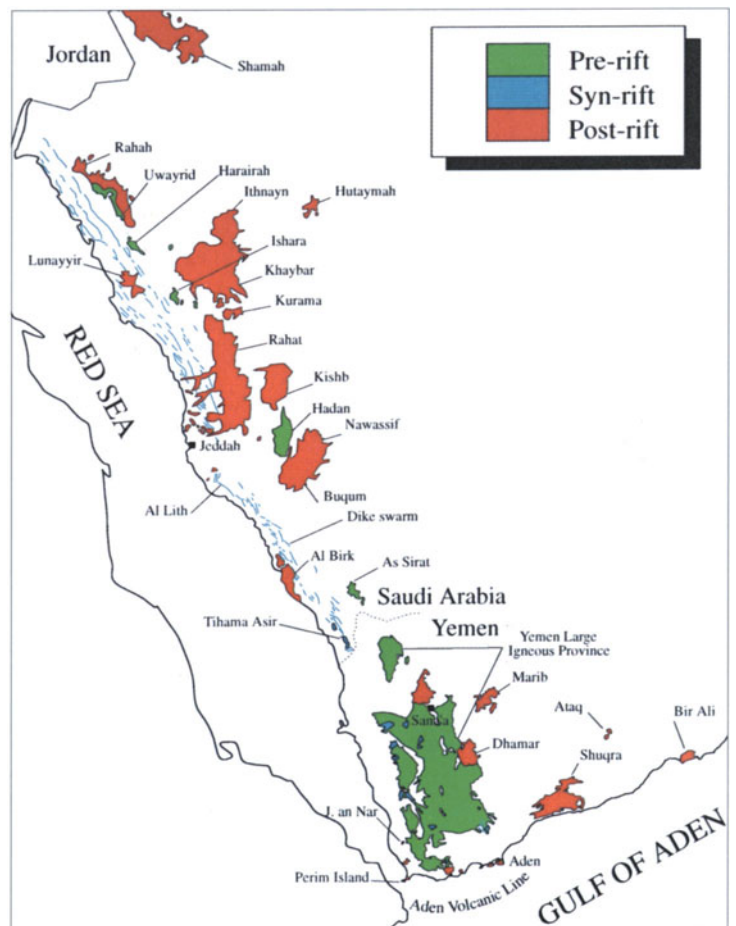 Jordan
Shamah
Pre-rift
Syn-rift
Post-rift
Rahah
Uwayrid
Harairah
Ithnayn
Hutaymah
Ishara
Lunayyir
Khaybar
Kurama
Rahat
RED SEA
Kishb
Hadan
Nawassif
Jeddah
Buqum
Al Lith
Dike swarm
Al Birk
As Sirat
Saudi Arabia
Tihama Asir
Yemen
Yemen Large
Igneous Province
Marib
Sana'a
Ataq
Bir Ali
Dhamar
Shuqra
J. an Nar
Aden
Perim Island
Aden Volcanic Line
GULF OF ADEN